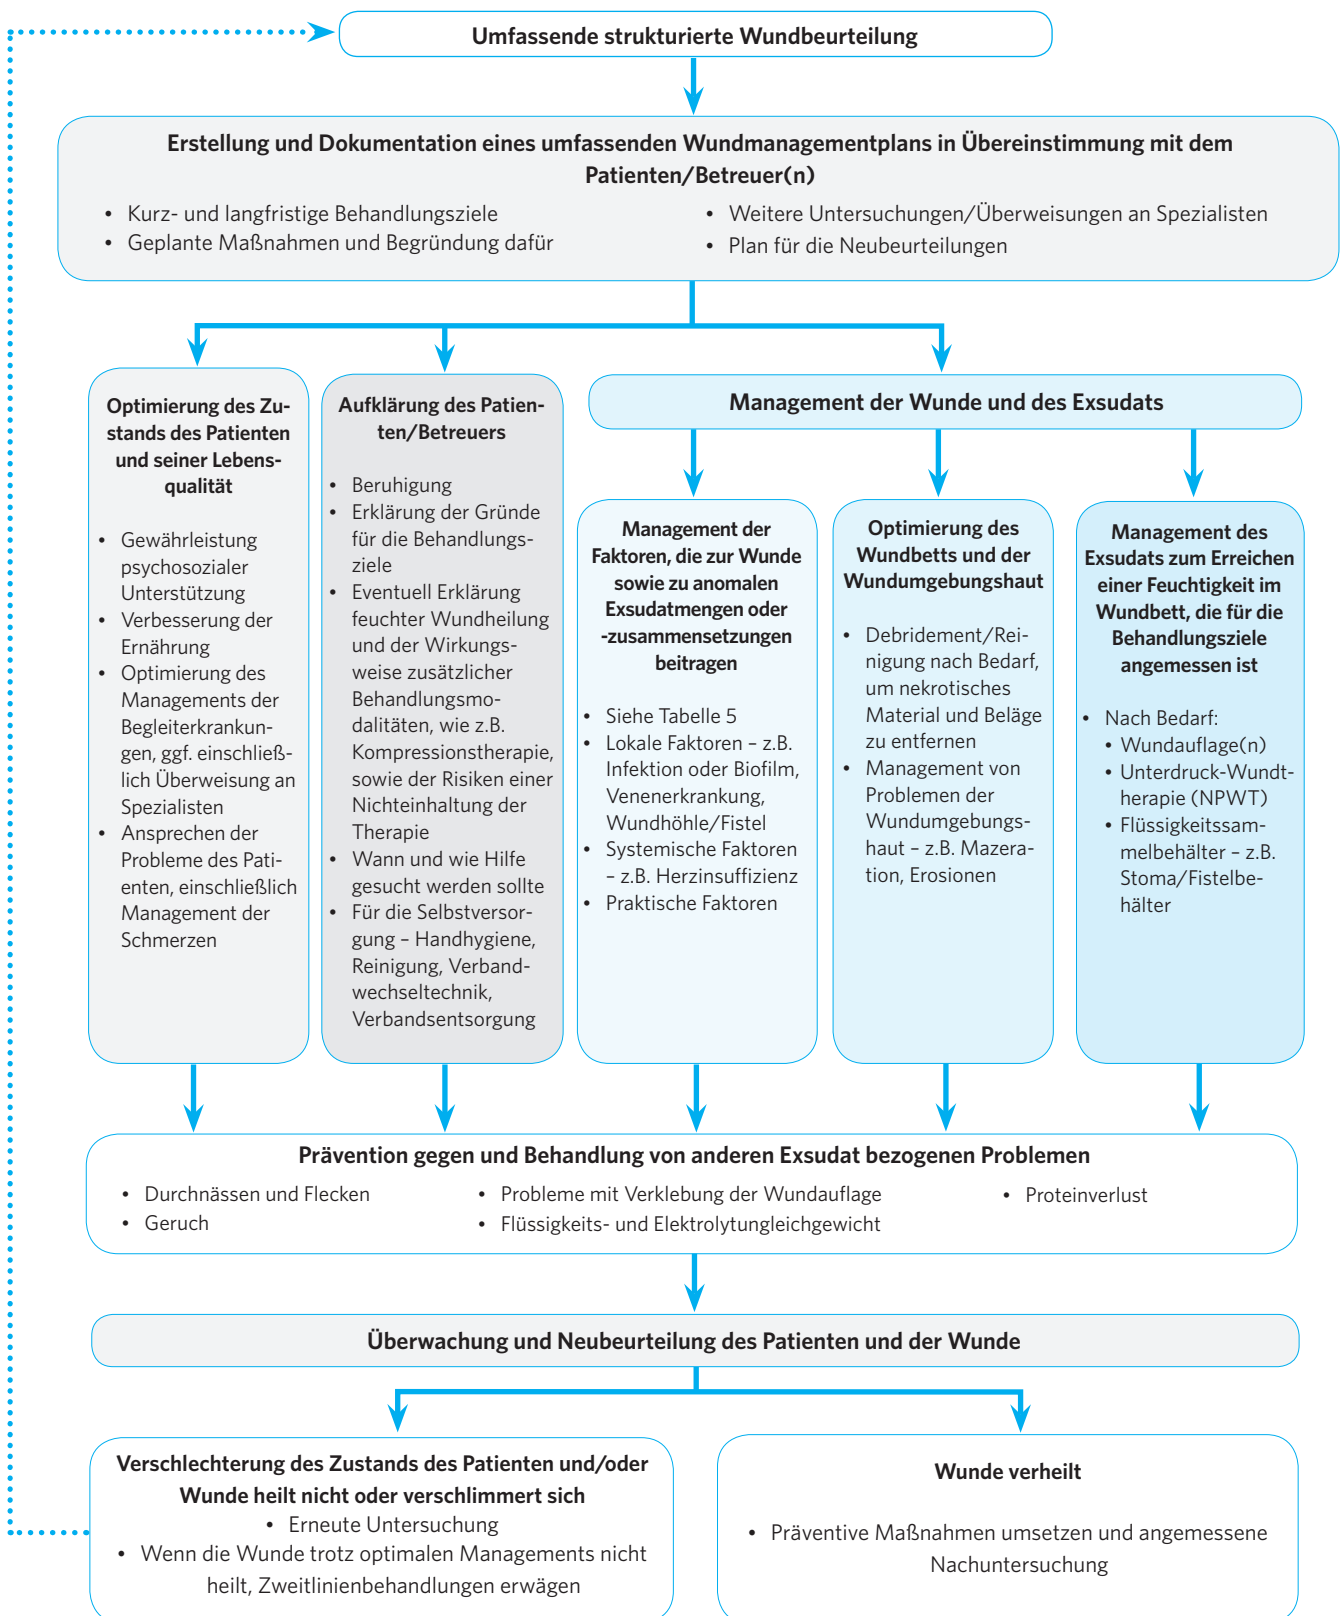 Umfassende strukturierte Wundbeurteilung
Erstellung und Dokumentation eines umfassenden Wundmanagementplans in Übereinstimmung mit dem
Patienten/Betreuer(n)
• Kurz- und langfristige Behandlungsziele
• Geplante Maßnahmen und Begründung dafür
• Weitere Untersuchungen/Überweisungen an Spezialisten
• Plan für die Neubeurteilungen
Optimierung des Zu-
stands des Patienten
und seiner Lebens-
qualität
• Gewährleistung
psychosozialer
Unterstützung
• Verbesserung der
Ernährung
• Optimierung des
Managements der
Begleiterkrankun-
gen, ggf. einschließ-
lich Überweisung an
Spezialisten
• Ansprechen der
Probleme des Pati-
enten, einschließlich
Management der
Schmerzen
Aufklärung des Patien-
ten/Betreuers
• Beruhigung
• Erklärung der Gründe
für die Behandlungs-
ziele
• Eventuell Erklärung
feuchter Wundheilung
und der Wirkungs-
weise zusätzlicher
Behandlungsmo-
dalitäten, wie z.B.
Kompressionstherapie,
sowie der Risiken einer
Nichteinhaltung der
Therapie
• Wann und wie Hilfe
gesucht werden sollte
• Für die Selbstversor-
gung – Handhygiene,
Reinigung, Verband-
wechseltechnik,
Verbandsentsorgung
Management der Wunde und des Exsudats
Management der
Faktoren, die zur Wunde
sowie zu anomalen
Exsudatmengen oder
-zusammensetzungen
beitragen
• Siehe Tabelle 5
• Lokale Faktoren – z.B.
Infektion oder Biofilm,
Venenerkrankung,
Wundhöhle/Fistel
• Systemische Faktoren
– z.B. Herzinsuffizienz
• Praktische Faktoren
Optimierung des
Wundbetts und der
Wundumgebungshaut
• Debridement/Rei-
nigung nach Bedarf,
um nekrotisches
Material und Beläge
zu entfernen
• Management von
Problemen der
Wundumgebungs-
haut – z.B. Mazera-
tion, Erosionen
Management des
Exsudats zum Erreichen
einer Feuchtigkeit im
Wundbett, die für die
Behandlungsziele
angemessen ist
• Nach Bedarf:
• Wundauflage(n)
• Unterdruck-Wundt-
herapie (NPWT)
• Flüssigkeitssam-
melbehälter – z.B.
Stoma/Fistelbe-
hälter
Prävention gegen und Behandlung von anderen Exsudat bezogenen Problemen
• Durchnässen und Flecken
• Geruch
• Probleme mit Verklebung der Wundauflage
• Flüssigkeits- und Elektrolytungleichgewicht
• Proteinverlust
Überwachung und Neubeurteilung des Patienten und der Wunde
Verschlechterung des Zustands des Patienten und/oder
Wunde heilt nicht oder verschlimmert sich
• Erneute Untersuchung
• Wenn die Wunde trotz optimalen Managements nicht
heilt, Zweitlinienbehandlungen erwägen
Wunde verheilt
• Präventive Maßnahmen umsetzen und angemessene
Nachuntersuchung